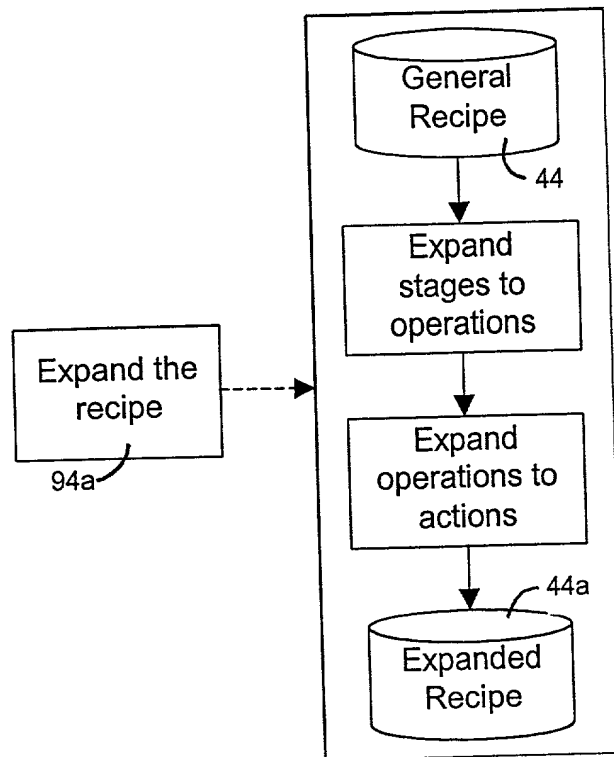 General
Recipe
44
Expand
stages to
operations
Expand the
recipe
94a
Expand
operations to
actions
44a
Expanded
Recipe